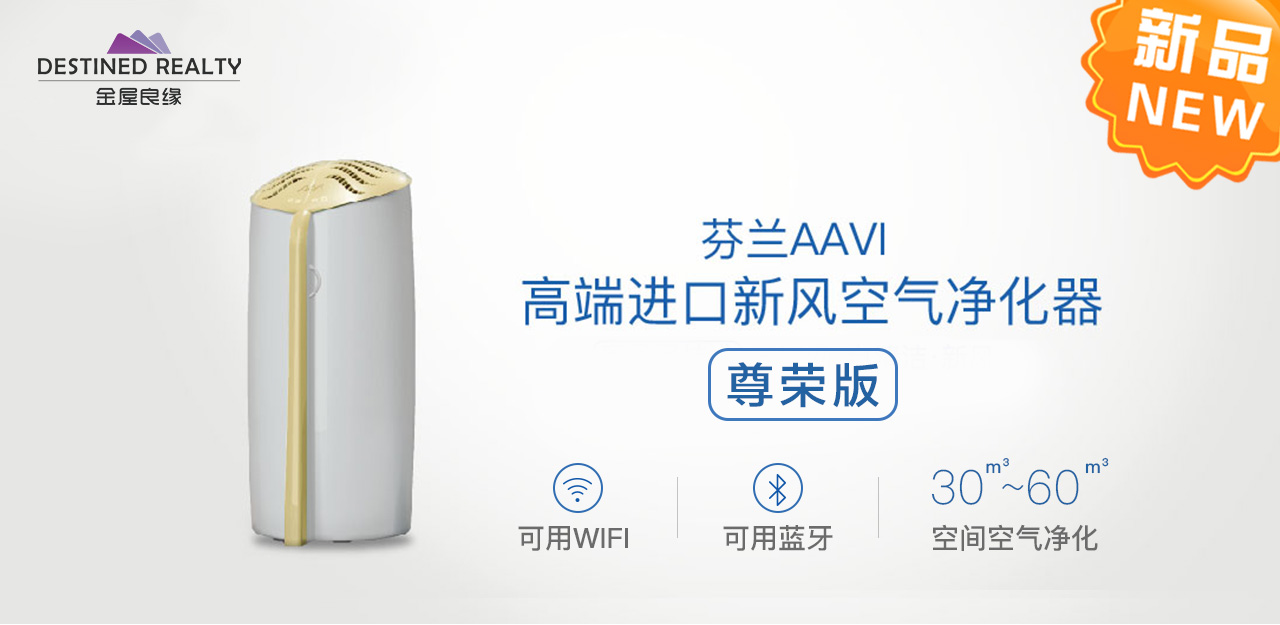 DESTINED REALTY
金屋良缘
新品
NEW
芬兰AAVI
高端进口新风空气净化器
尊荣版
30m³~60m³
可用WIFI
可用蓝牙
空间空气净化